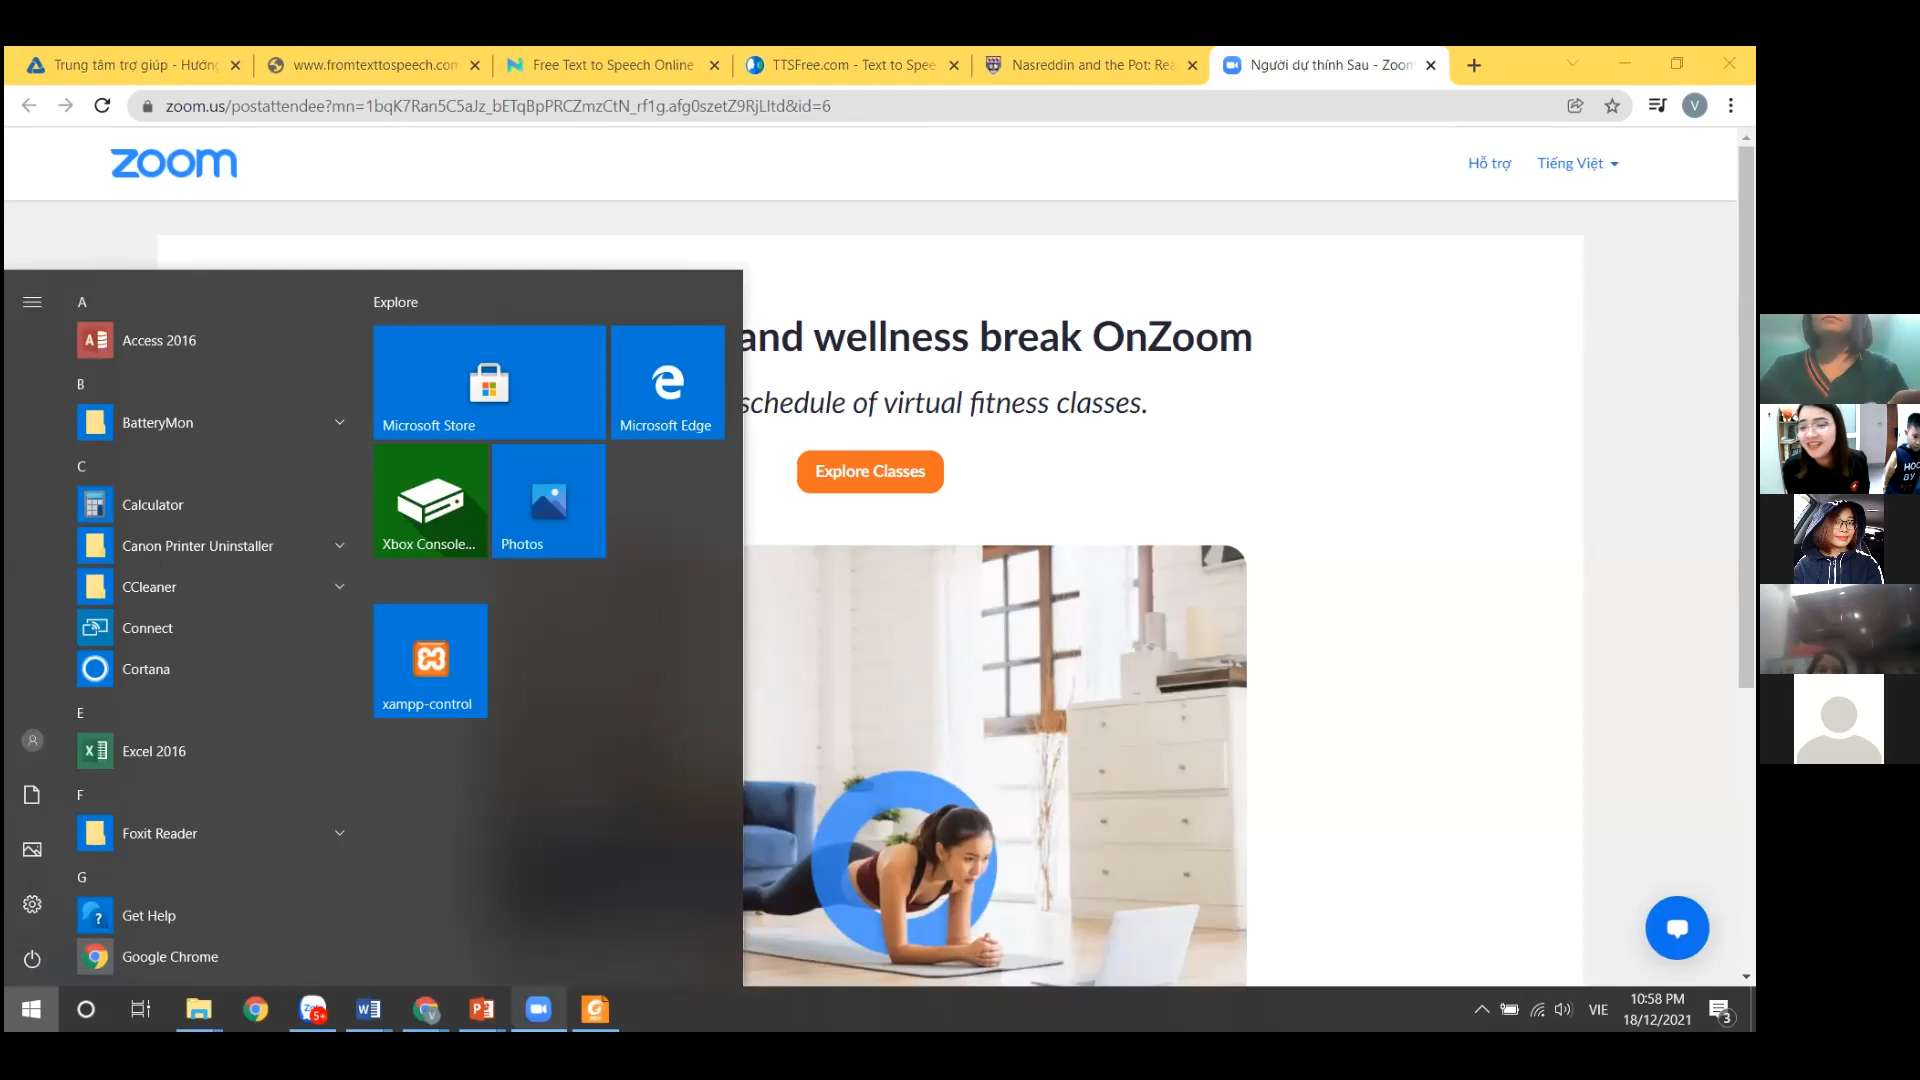 Trung tâm trợ giúp - Hướng
www.fromtexttospeech.com
Free Text to Speech Online
TTSFree.com - Text to Spee
Nasreddin and the Pot: Rea
Người dự thính Sau - Zoom
zoom.us/postattendee?mn=1bqK7Ran5C5aJz_bETqBpPRCZmzCtN_rf1g.afg0szetZ9RjLItd&id=6
V
zoom
Hỗ trợ
Tiếng Việt
and wellness break OnZoom
schedule of virtual fitness classes.
Explore Classes
A
Access 2016
B
BatteryMon
C
Calculator
Canon Printer Uninstaller
CCleaner
Connect
Cortana
E
Excel 2016
F
Foxit Reader
G
Get Help
Google Chrome
Explore
Microsoft Store
Microsoft Edge
Xbox Console...
Photos
xampp-control
5+
VIE
10:58 PM
18/12/2021
3